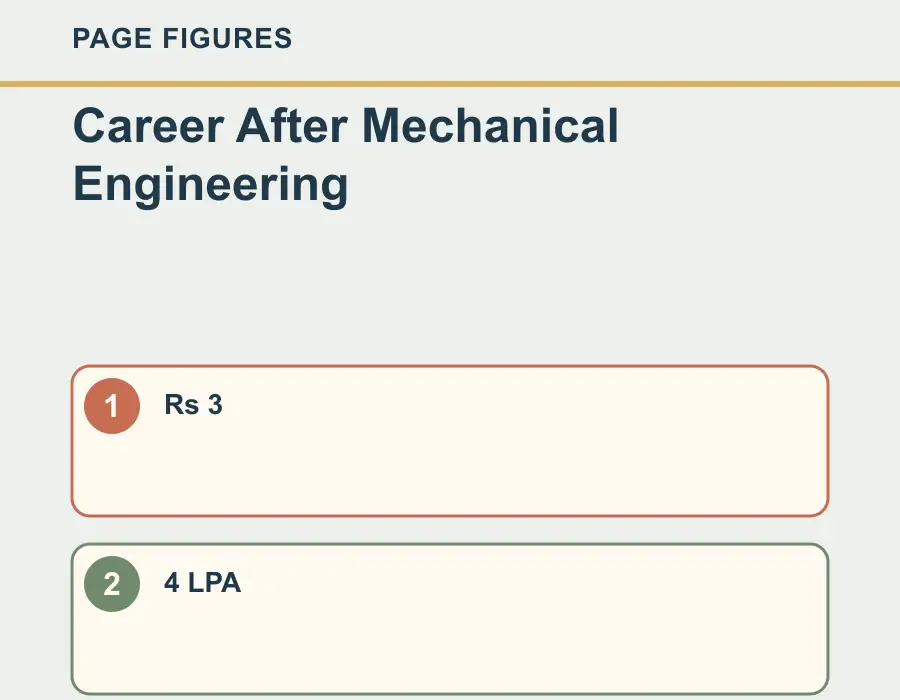 PAGE FIGURES
Career After Mechanical
Engineering
1
Rs 3
2
4 LPA